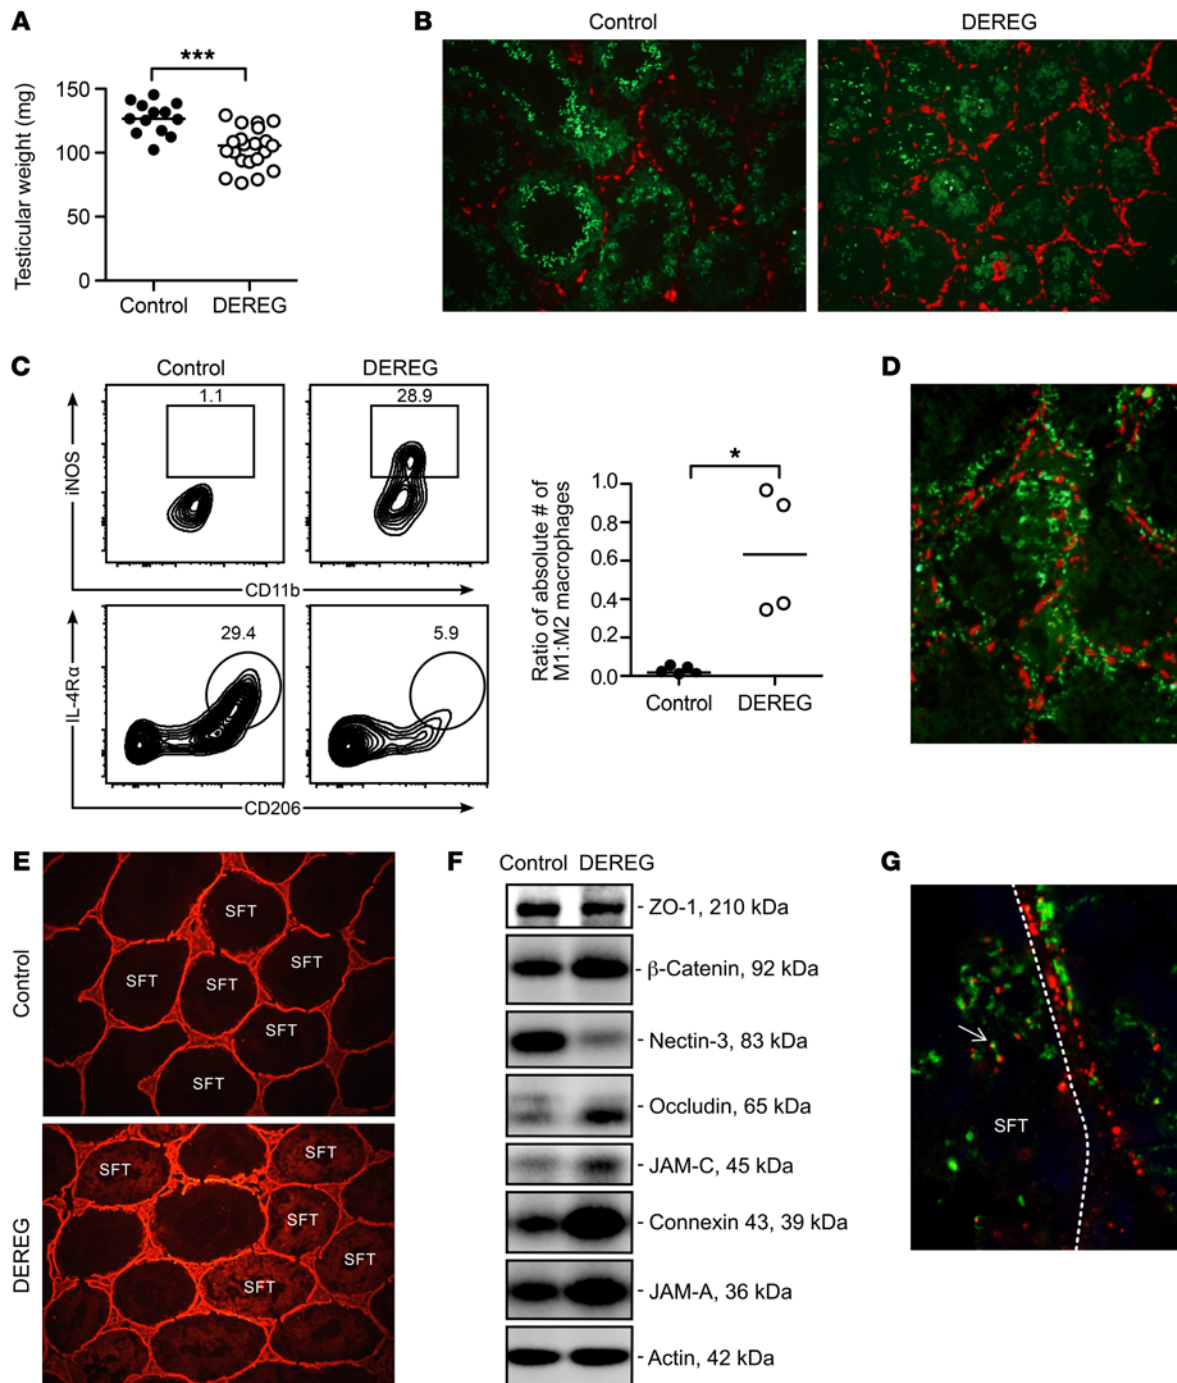 A
***
Testicular weight (mg)
150
100
50
0
Control
DEREG
B
Control
DEREG
C
Control
DEREG
1.1
28.9
iNOS
CD11b
29.4
5.9
IL-4Rα
CD206
*
Ratio of absolute # of
M1:M2 macrophages
1.0
0.8
0.6
0.4
0.2
0.0
Control
DEREG
D
E
Control
SFT
SFT
SFT
SFT
SFT
SFT
DEREG
SFT
SFT
SFT
SFT
SFT
F
Control DEREG
- ZO-1, 210 kDa
- β-Catenin, 92 kDa
- Nectin-3, 83 kDa
- Occludin, 65 kDa
- JAM-C, 45 kDa
- Connexin 43, 39 kDa
- JAM-A, 36 kDa
- Actin, 42 kDa
G
SFT